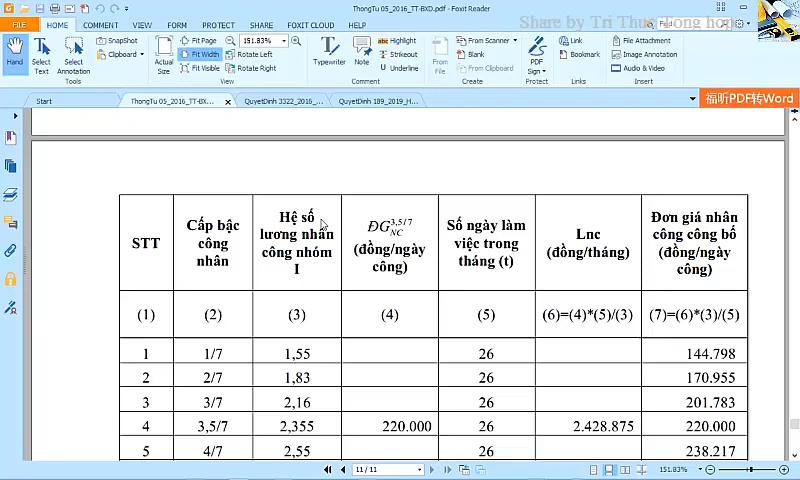 ThongTu 05_2016_TT-BXD.pdf - Foxit Reader
Share by Tri Thuc Cong hop
FILE HOME COMMENT VIEW FORM PROTECT SHARE FOXIT CLOUD HELP
Hand
Select Text
Select Annotation
SnapShot
Clipboard
Tools
Actual Size
Fit Page
Fit Width
Fit Visible
151.83%
Rotate Left
Rotate Right
View
Typewriter
Note
Highlight
Strikeout
Underline
Comment
From File
From Scanner
Blank
From Clipboard
Create
PDF Sign
Protect
Link
Bookmark
Links
File Attachment
Image Annotation
Audio & Video
Insert
Start ThongTu 05_2016_TT-BX... QuyetDinh 3322_2016_... QuyetDinh 189_2019_H...
福昕PDF转Word
STT
Cấp bậc công nhân
Hệ số lương nhân công nhóm I
ĐG NC 3,5/7 (đồng/ngày công)
Số ngày làm việc trong tháng (t)
Lnc (đồng/tháng)
Đơn giá nhân công công bố (đồng/ngày công)
(1) (2) (3) (4) (5) (6)=(4)*(5)/(3) (7)=(6)*(3)/(5)
1 1/7 1,55 26 144.798
2 2/7 1,83 26 170.955
3 3/7 2,16 26 201.783
4 3,5/7 2,355 220.000 26 2.428.875 220.000
5 4/7 2,55 26 238.217
11 / 11
151.83%